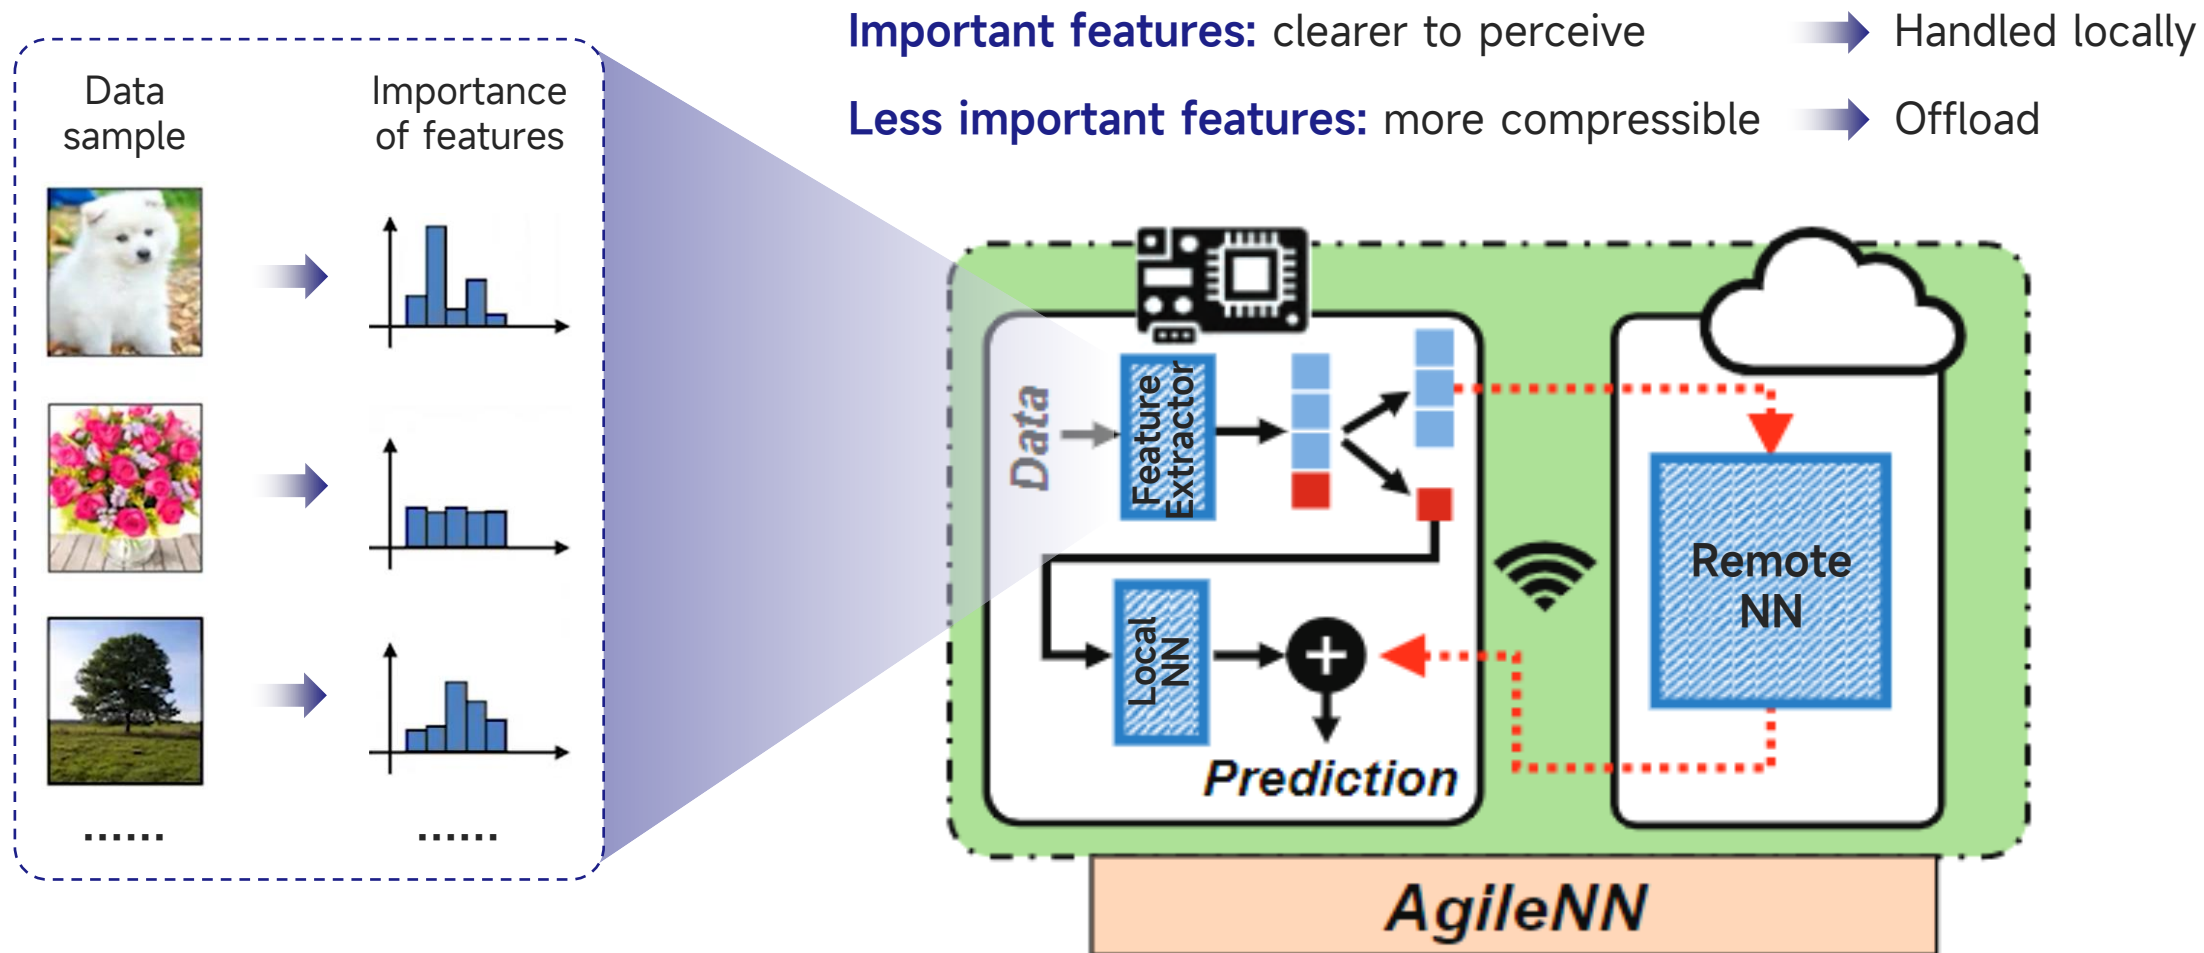 Important features: clearer to perceive
Handled locally
Less important features: more compressible
Offload
Data
sample
Importance
of features
......
......
Data
Feature
Extractor
Local
NN
Prediction
Remote
NN
AgileNN